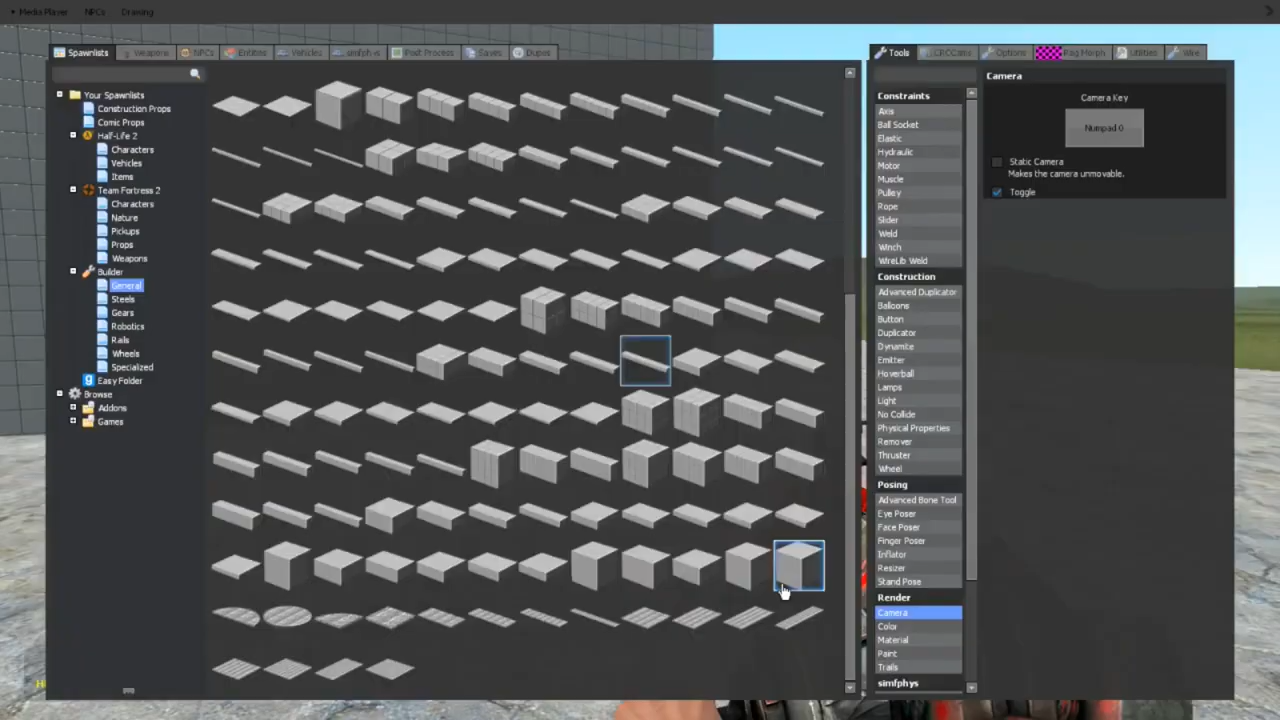 Media Player NPCs Drawing
Spawnlists Weapons NPCs Entities Vehicles simfphys Post Process Saves Dupes
Your Spawnlists
Construction Props
Comic Props
Half-Life 2
Characters
Vehicles
Items
Team Fortress 2
Characters
Nature
Pickups
Props
Weapons
Builder
General
Steels
Gears
Robotics
Rails
Wheels
Specialized
Easy Folder
Browse
Addons
Games
Tools Options Rag Morph Utilities Wire
Constraints
Axis
Ball Socket
Elastic
Hydraulic
Motor
Muscle
Pulley
Rope
Slider
Weld
Winch
WireLib Weld
Construction
Advanced Duplicator
Balloons
Button
Duplicator
Dynamite
Emitter
Hoverball
Lamps
Light
No Collide
Physical Properties
Remover
Thruster
Wheel
Posing
Advanced Bone Tool
Eye Poser
Face Poser
Finger Poser
Inflator
Resizer
Stand Pose
Render
Camera
Color
Material
Paint
Trails
simfphys
Camera
Camera Key
Numpad 0
Static Camera
Makes the camera unmovable.
Toggle